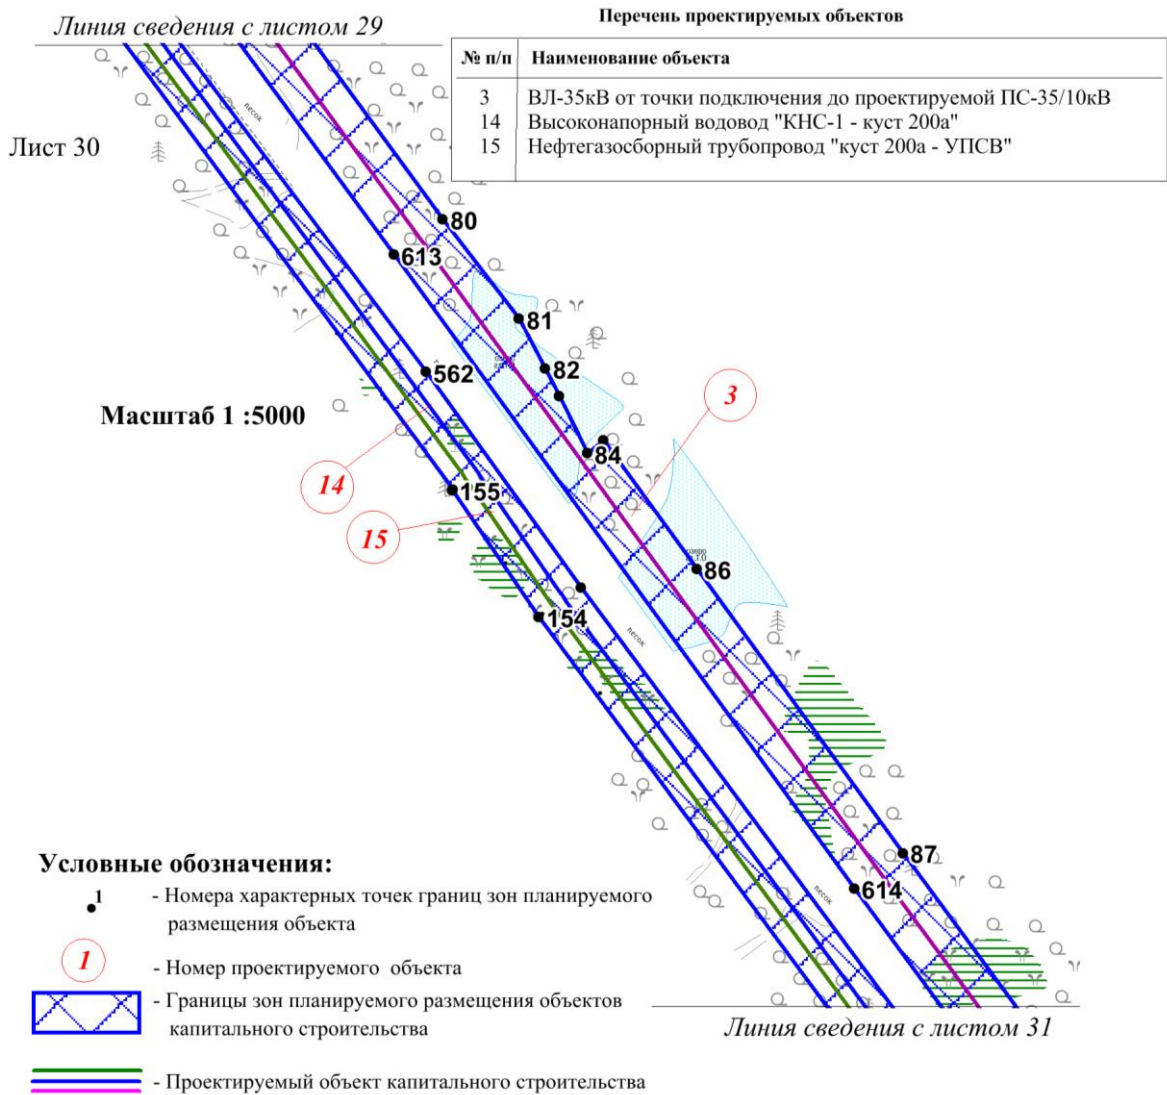 Линия сведения с листом 29
Перечень проектируемых объектов
№ п/п Наименование объекта
3 ВЛ-35кВ от точки подключения до проектируемой ПС-35/10кВ
14 Высоконапорный водовод "КНС-1 - куст 200а"
15 Нефтегазосборный трубопровод "куст 200а - УПСВ"
Лист 30
песок
80
613
81
82
562
3
Масштаб 1 :5000
84
14
155
15
86
154
песок
87
614
песок
Условные обозначения:
1 - Номера характерных точек границ зон планируемого
размещения объекта
1 - Номер проектируемого объекта
- Границы зон планируемого размещения объектов
капитального строительства
Линия сведения с листом 31
- Проектируемый объект капитального строительства